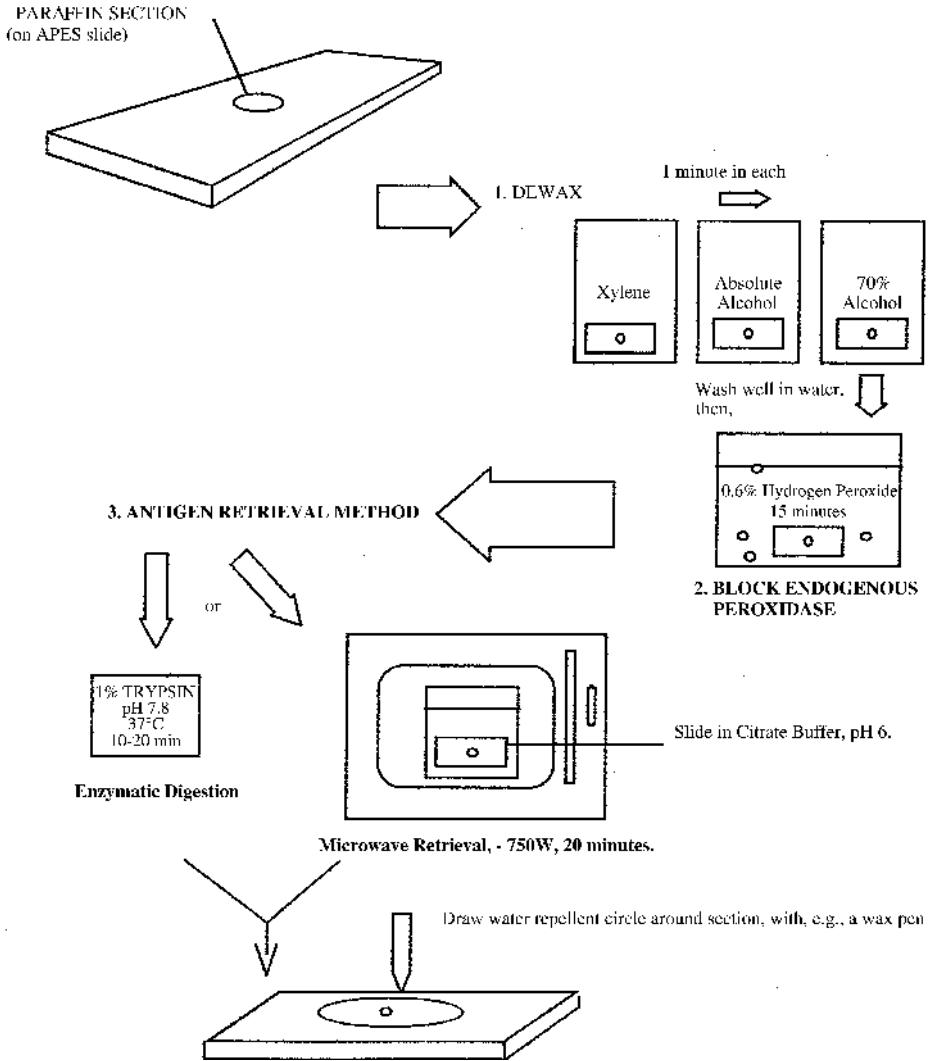 PARAFFIN SECTION
(on APES slide)
1. DEWAX
1 minute in each
Xylene
Absolute
Alcohol
70%
Alcohol
Wash well in water,
then,
0.6% Hydrogen Peroxide
15 minutes
2. BLOCK ENDOGENOUS
PEROXIDASE
3. ANTIGEN RETRIEVAL METHOD
or
1% TRYPSIN
pH 7.8
37°C
10-20 min
Enzymatic Digestion
Slide in Citrate Buffer, pH 6.
Microwave Retrieval, - 750W, 20 minutes.
Draw water repellent circle around section, with, e.g., a wax pen